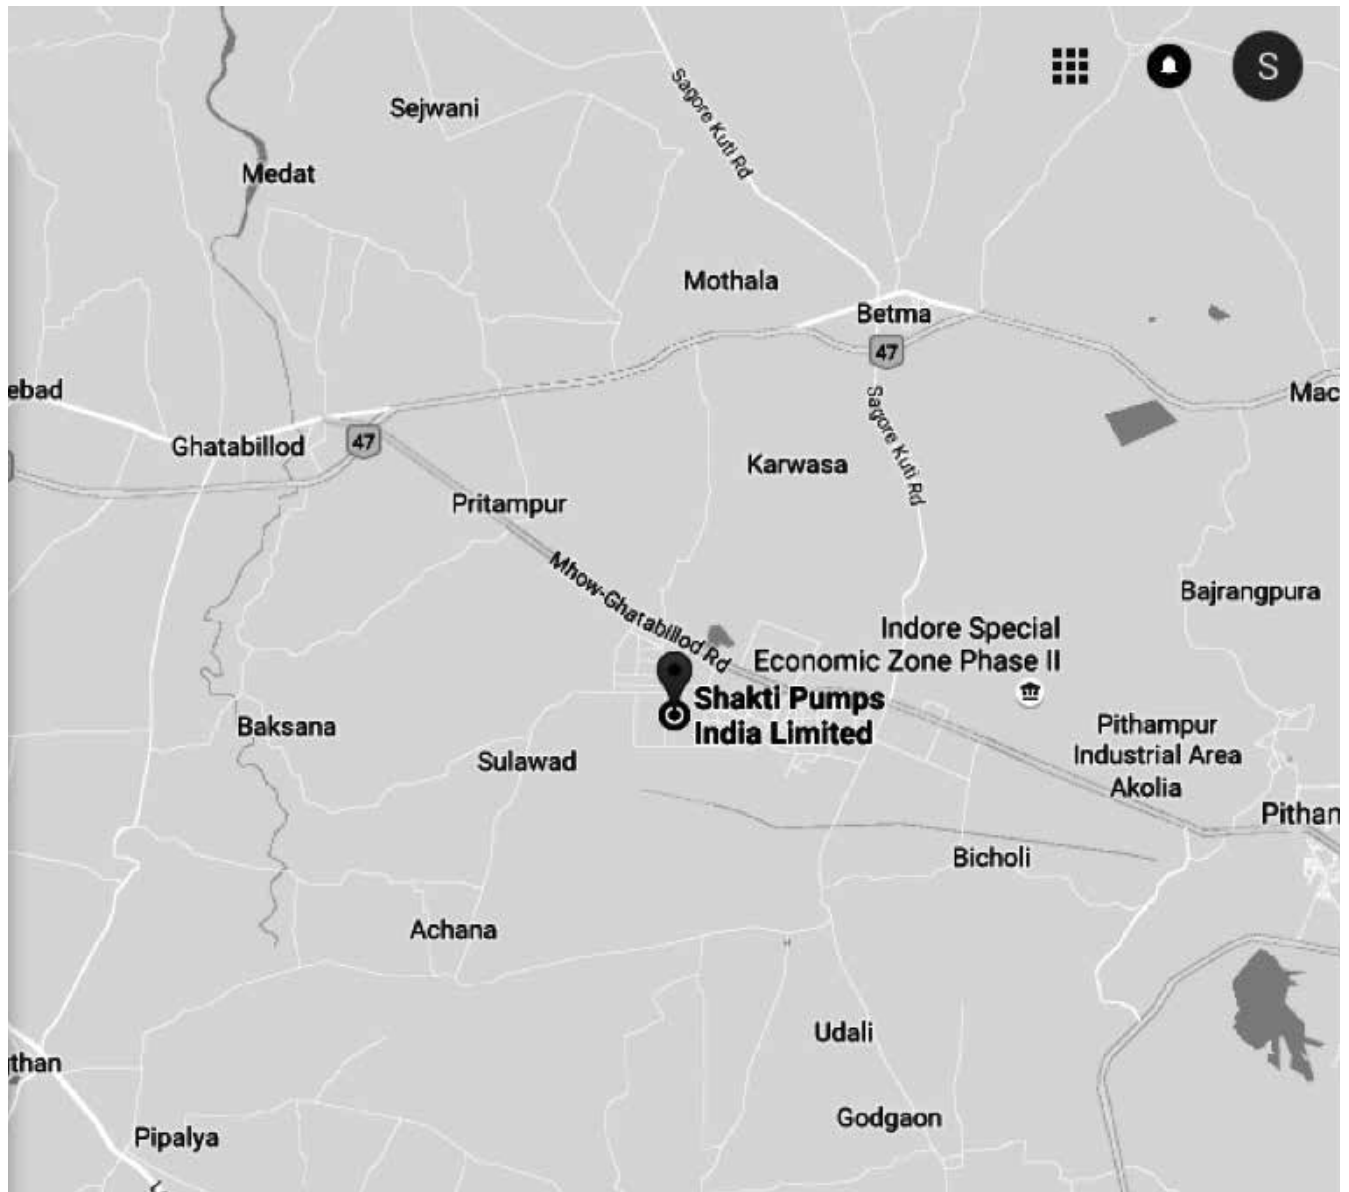 S
Sejwani
Sagore Kuti Rd
Medat
Mothala
Betma
47
ebad
Mac
Sagore Kuti Rd
47
Ghatabillod
Karwasa
Pritampur
Mhow-Ghatabillod Rd
Bajrangpura
Indore Special
Economic Zone Phase II
Shakti Pumps
India Limited
Baksana
Pithampur
Industrial Area
Sulawad
Akolia
Pithan
Bicholi
Achana
H
Udali
gthan
Godgaon
Pipalya